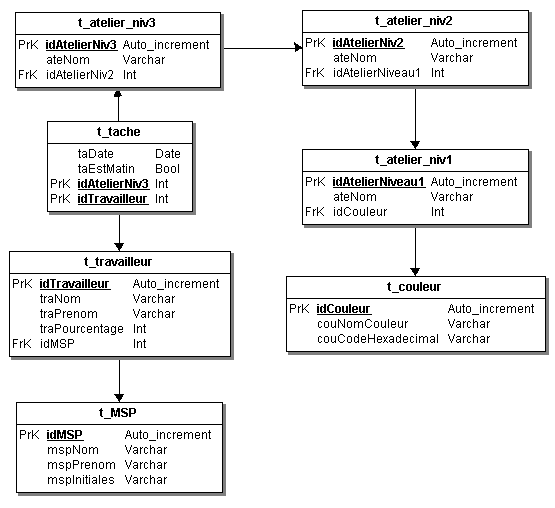 t_atelier_niv3
PrK idAtelierNiv3 Auto_increment
ateNom Varchar
FrK idAtelierNiv2 Int
t_atelier_niv2
PrK idAtelierNiv2 Auto_increment
ateNom Varchar
FrK idAtelierNiveau1 Int
t_tache
taDate Date
taEstMatin Bool
PrK idAtelierNiv3 Int
PrK idTravailleur Int
t_atelier_niv1
PrK idAtelierNiveau1 Auto_increment
ateNom Varchar
FrK idCouleur Int
t_travailleur
PrK idTravailleur Auto_increment
traNom Varchar
traPrenom Varchar
traPourcentage Int
FrK idMSP Int
t_couleur
PrK idCouleur Auto_increment
couNomCouleur Varchar
couCodeHexadecimal Varchar
t_MSP
PrK idMSP Auto_increment
mspNom Varchar
mspPrenom Varchar
mspInitiales Varchar